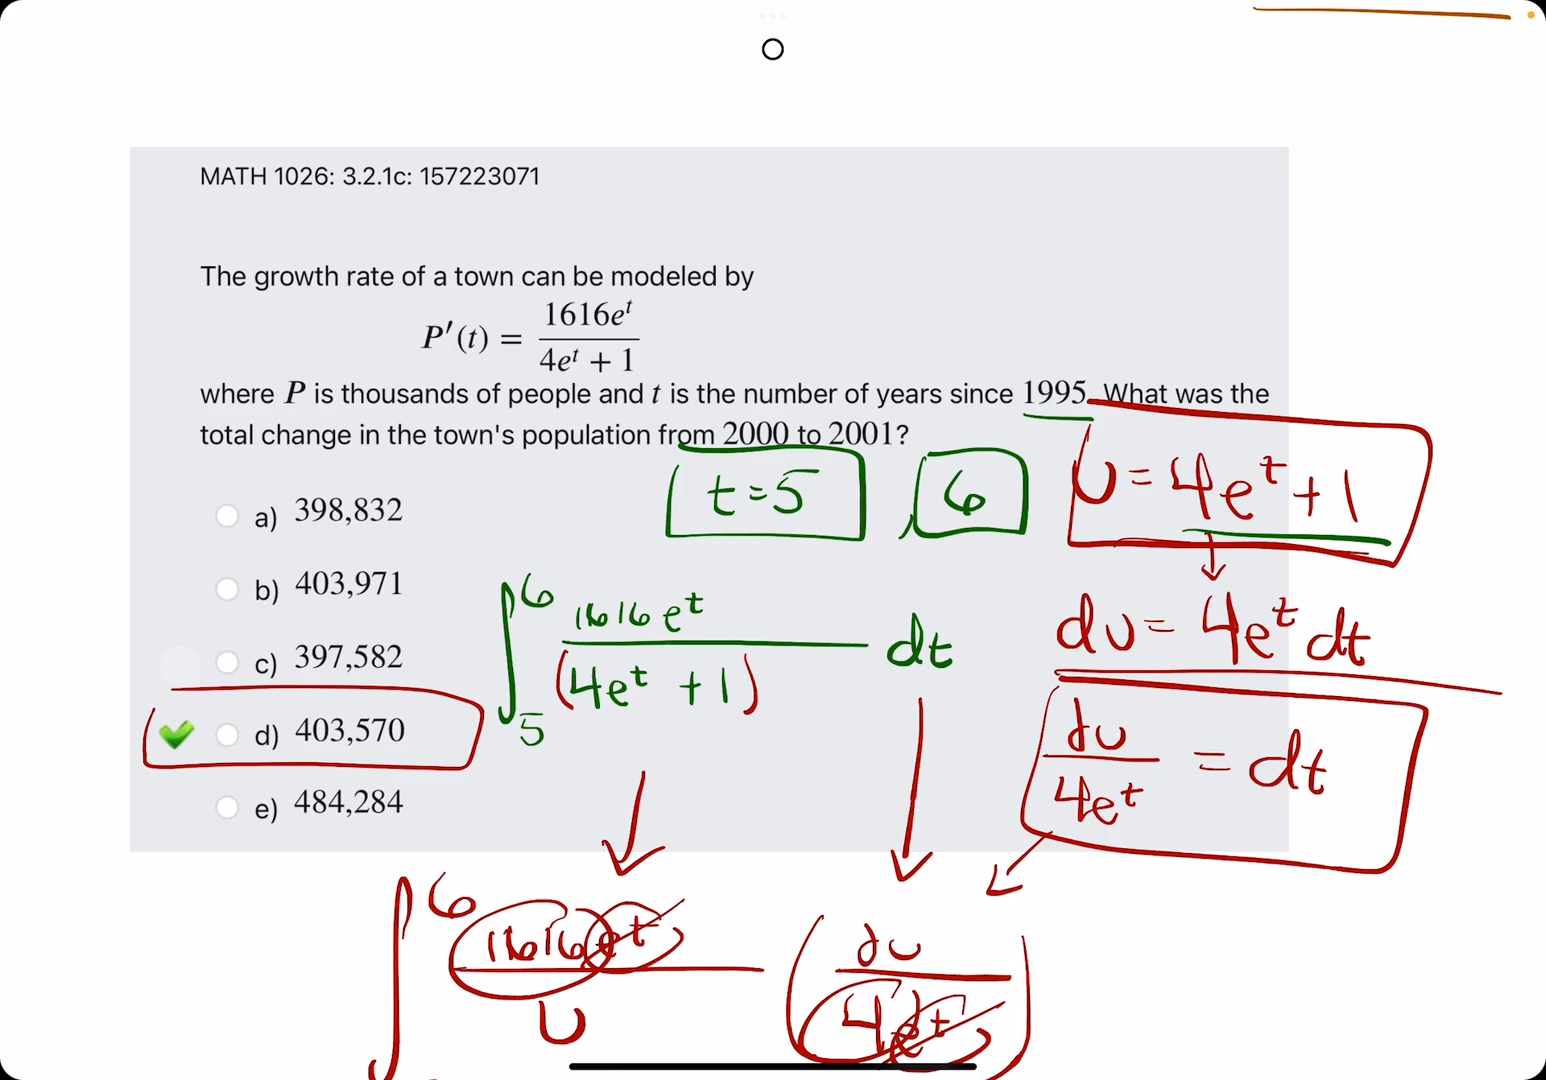 MATH 1026: 3.2.1c: 157223071
The growth rate of a town can be modeled by
P′(t) = 1616e^t / 4e^t + 1
where P is thousands of people and t is the number of years since 1995. What was the
total change in the town's population from 2000 to 2001?
a) 398,832
b) 403,971
c) 397,582
d) 403,570
e) 484,284
t=5 , 6
U=4e^t+1
du=4e^t dt
du/4e^t = dt
∫_5^6 1616e^t/(4e^t +1) dt
∫^6 1616e^t/U (du/4e^t)